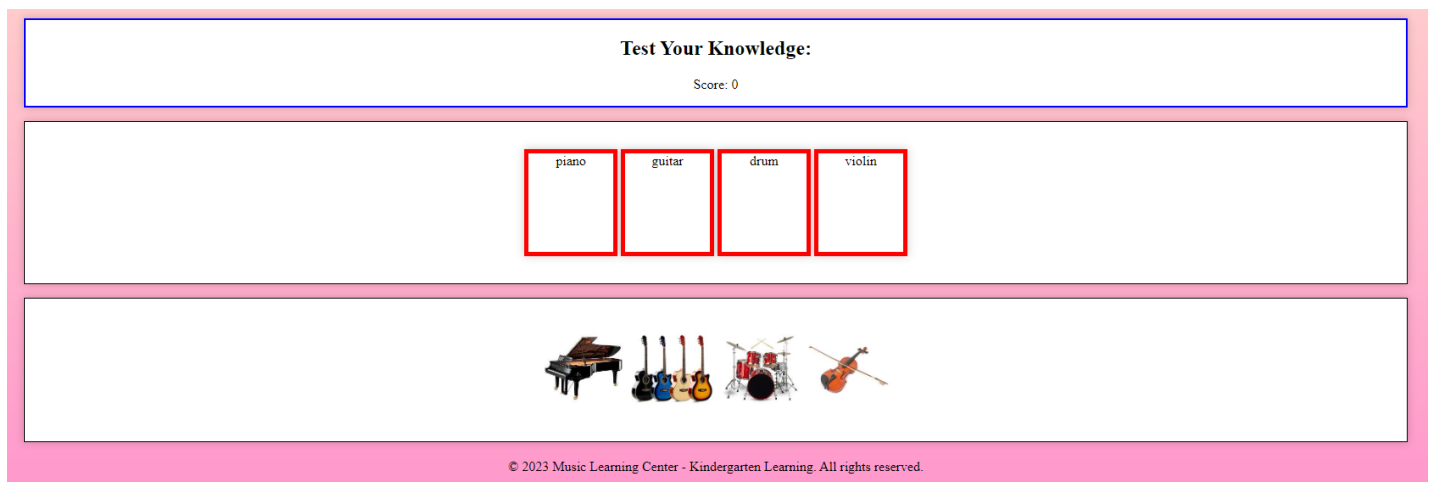 Test Your Knowledge:
Score: 0
piano guitar drum violin
© 2023 Music Learning Center - Kindergarten Learning. All rights reserved.